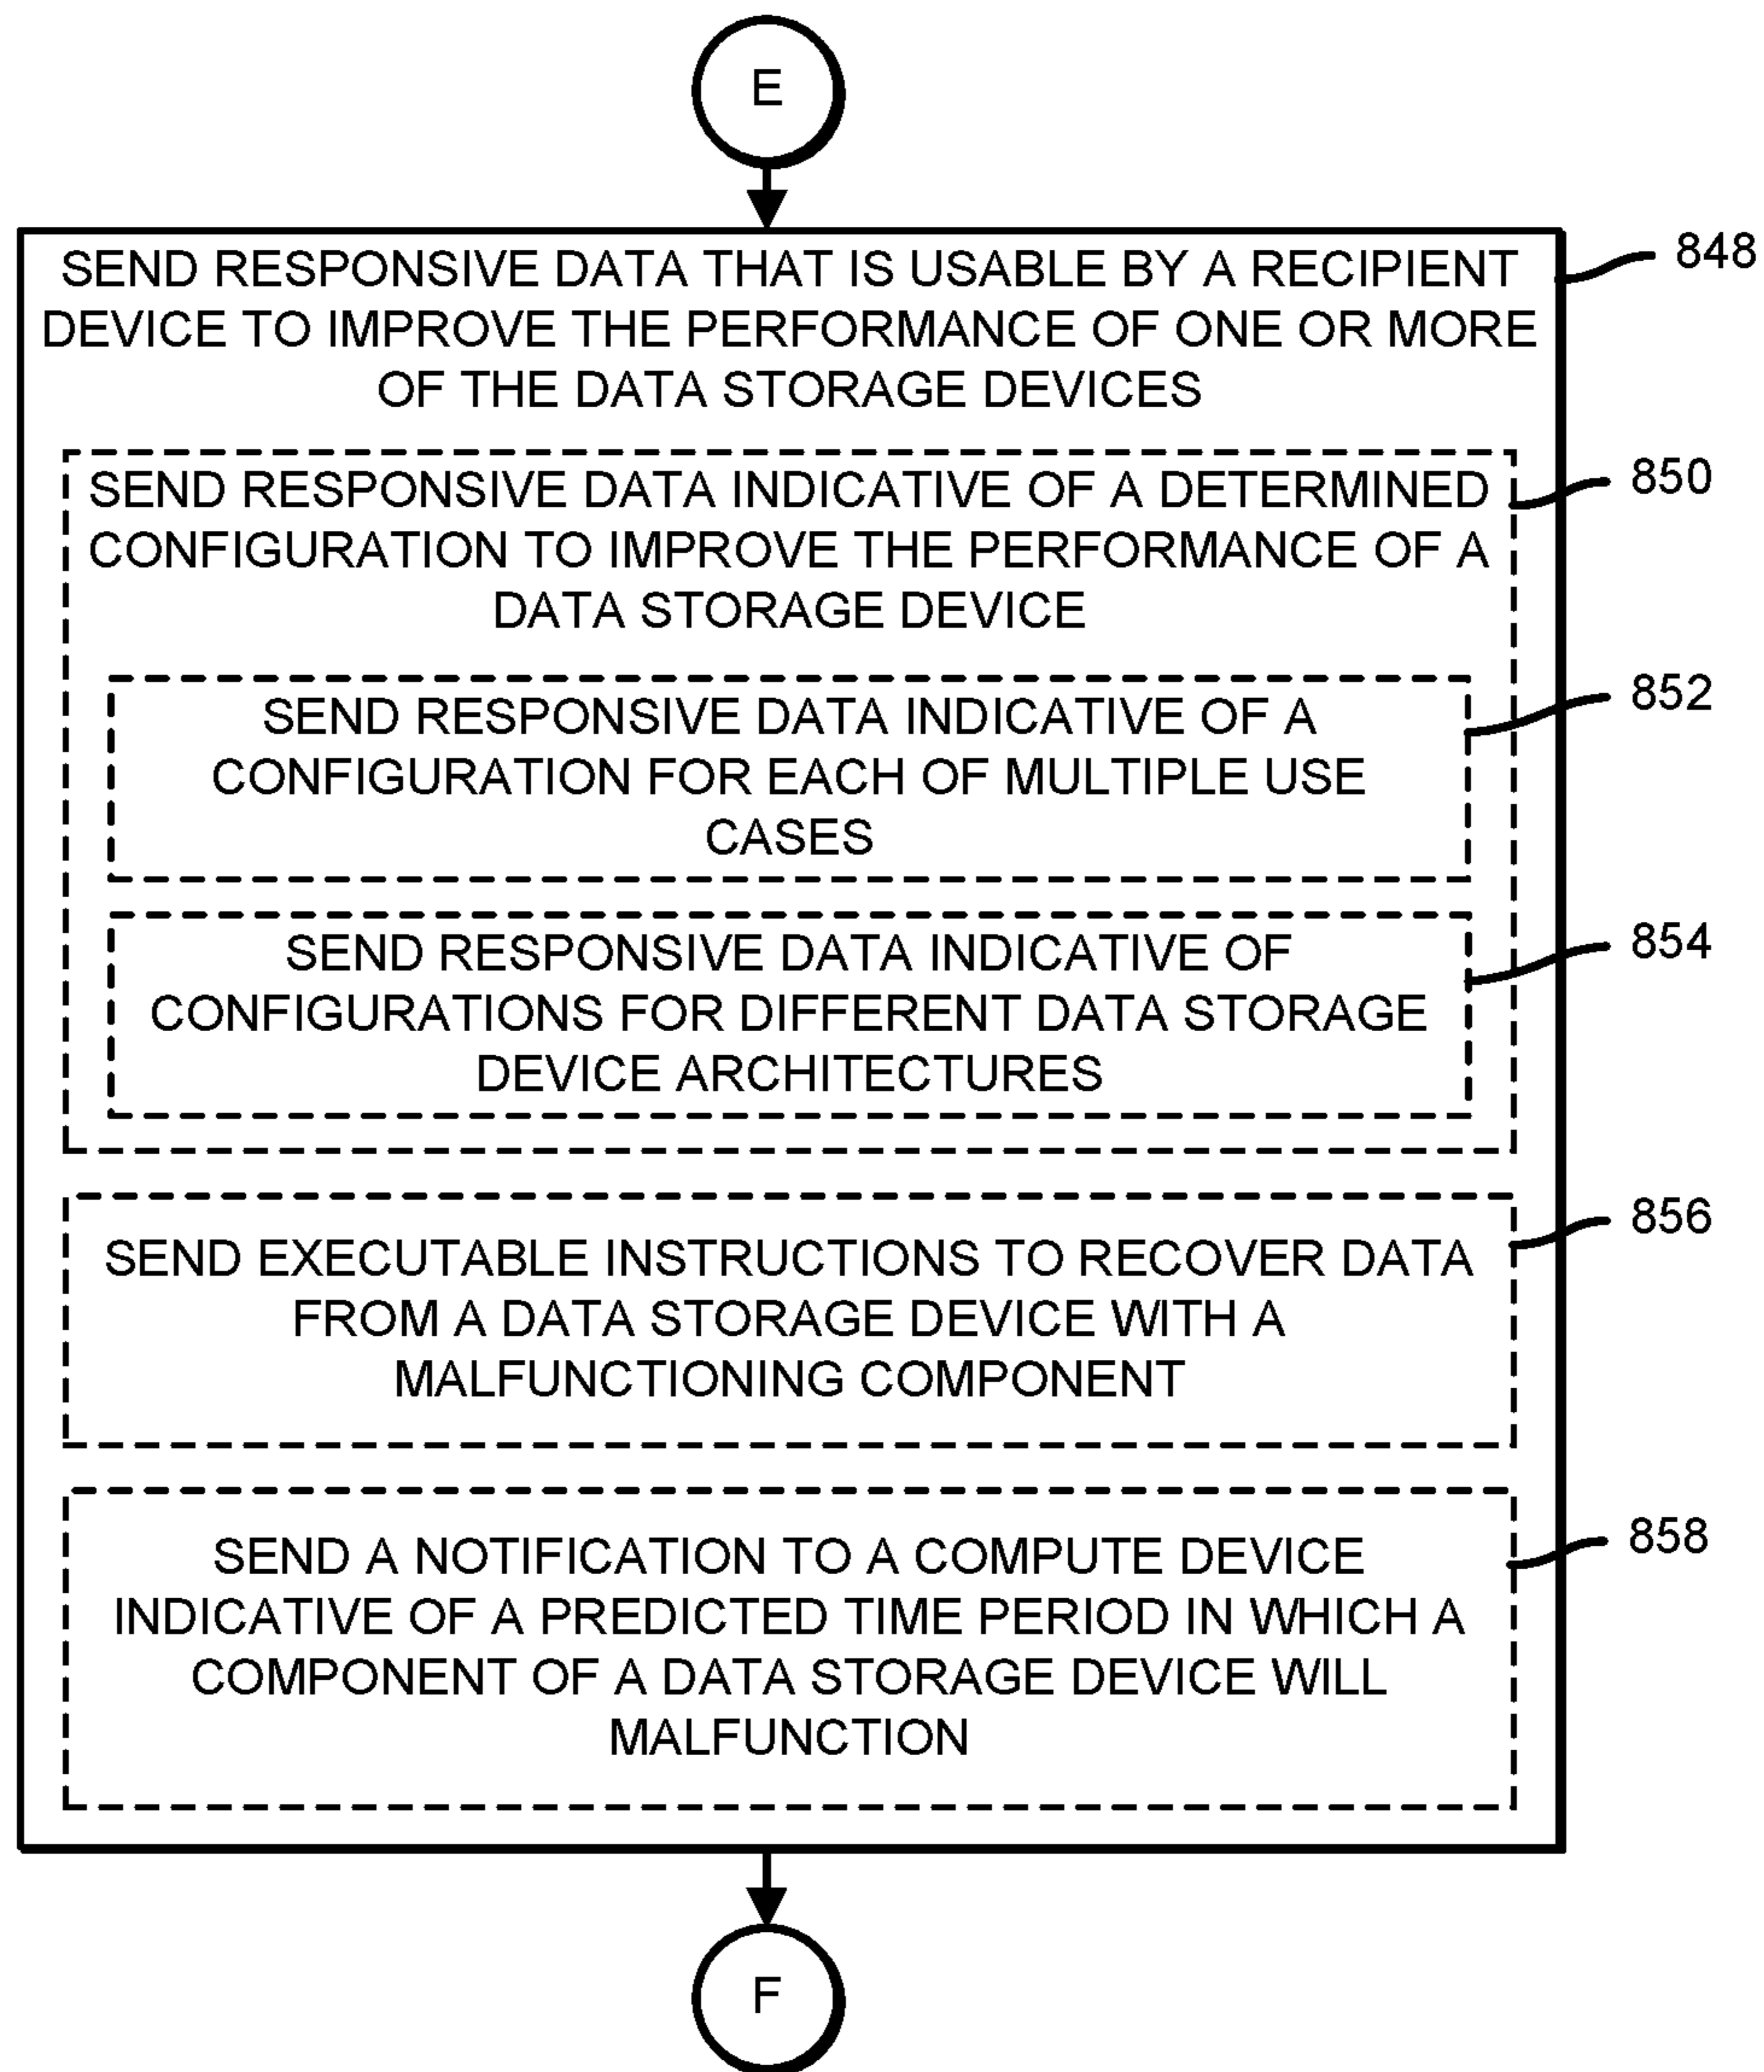 E
SEND RESPONSIVE DATA THAT IS USABLE BY A RECIPIENT
DEVICE TO IMPROVE THE PERFORMANCE OF ONE OR MORE
OF THE DATA STORAGE DEVICES
848
SEND RESPONSIVE DATA INDICATIVE OF A DETERMINED
CONFIGURATION TO IMPROVE THE PERFORMANCE OF A
DATA STORAGE DEVICE
850
SEND RESPONSIVE DATA INDICATIVE OF A
CONFIGURATION FOR EACH OF MULTIPLE USE
CASES
852
SEND RESPONSIVE DATA INDICATIVE OF
CONFIGURATIONS FOR DIFFERENT DATA STORAGE
DEVICE ARCHITECTURES
854
SEND EXECUTABLE INSTRUCTIONS TO RECOVER DATA
FROM A DATA STORAGE DEVICE WITH A
MALFUNCTIONING COMPONENT
856
SEND A NOTIFICATION TO A COMPUTE DEVICE
INDICATIVE OF A PREDICTED TIME PERIOD IN WHICH A
COMPONENT OF A DATA STORAGE DEVICE WILL
MALFUNCTION
858
F